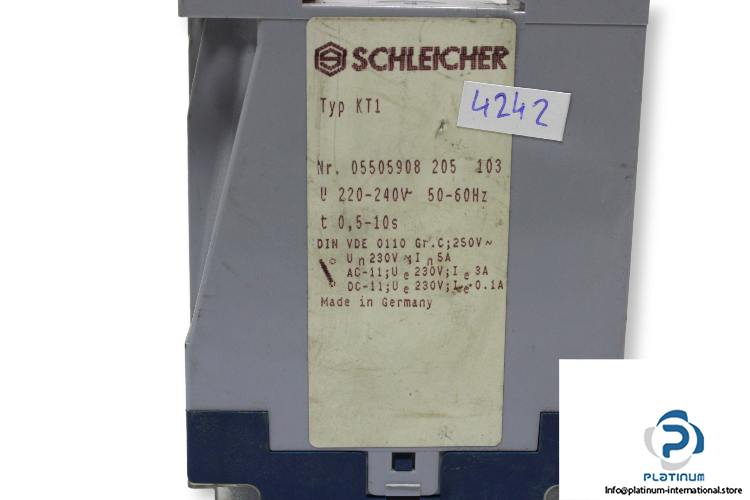 SCHLEICHER
Typ KT1
4242
Nr. 05505908 205 103
U 220-240V~ 50-60Hz
t 0,5-10s
DIN VDE 0110 Gr.C;250V~
Un 230V~; In 5A
AC-11;Ue 230V;Ie 3A
DC-11;Ue 230V;Ie 0.1A
Made in Germany
PLATINUM
Info@platinum-international.store